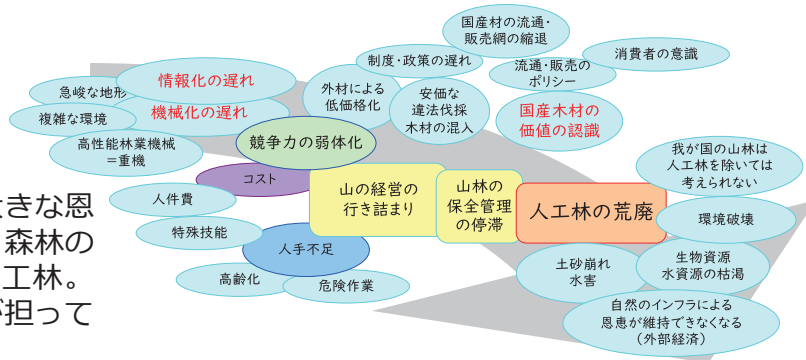 国産材の流通・
販売網の縮退
制度・政策の遅れ
消費者の意識
流通・販売の
ポリシー
情報化の遅れ
急峻な地形
機械化の遅れ
複雑な環境
外材による
低価格化
安価な
違法伐採
木材の混入
国産木材の
価値の認識
高性能林業機械
＝重機
競争力の弱体化
コスト
人件費
特殊技能
人手不足
高齢化
危険作業
山の経営の
行き詰まり
山林の
保全管理
の停滞
人工林の荒廃
我が国の山林は
人工林を除いては
考えられない
環境破壊
土砂崩れ
水害
生物資源
水資源の枯渇
自然のインフラによる
恩恵が維持できなくなる
（外部経済）
きな恩
森林の
工林。
が担って